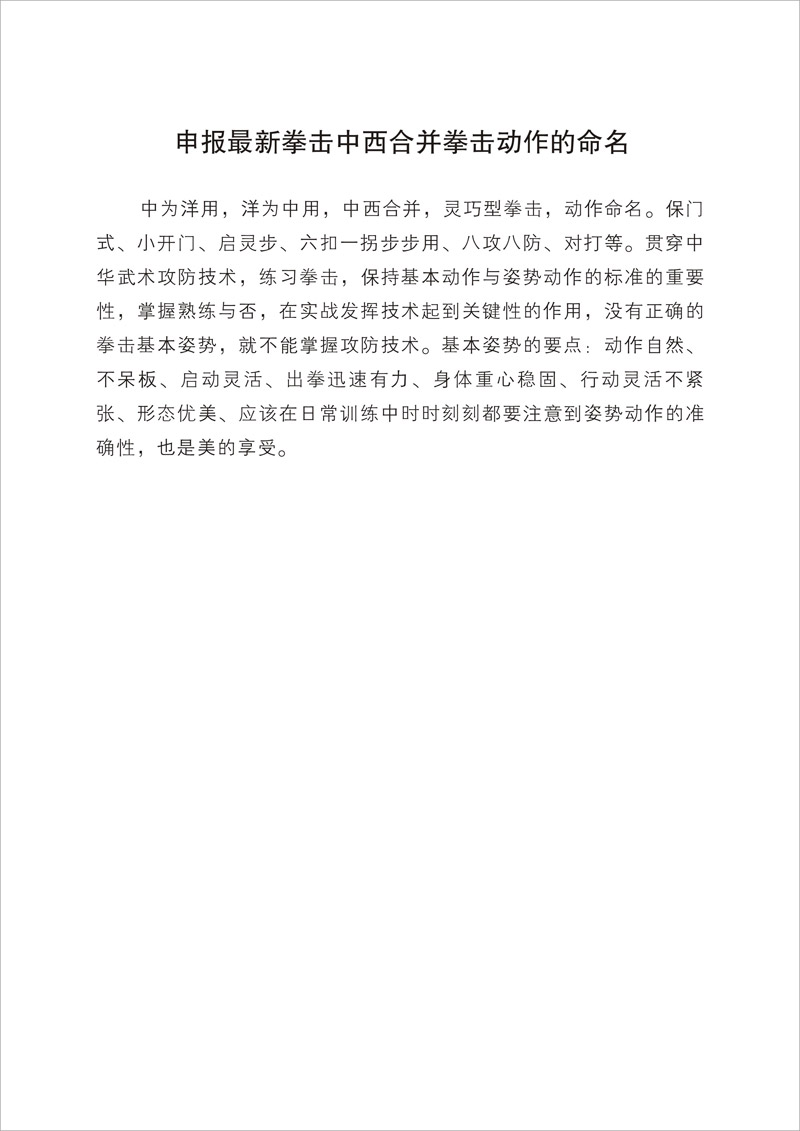 申报最新拳击中西合并拳击动作的命名
中为洋用，洋为中用，中西合并，灵巧型拳击，动作命名。保门
式、小开门、启灵步、六扣一拐步步用、八攻八防、对打等。贯穿中
华武术攻防技术，练习拳击，保持基本动作与姿势动作的标准的重要
性，掌握熟练与否，在实战发挥技术起到关键性的作用，没有正确的
拳击基本姿势，就不能掌握攻防技术。基本姿势的要点：动作自然、
不呆板、启动灵活、出拳迅速有力、身体重心稳固、行动灵活不紧
张、形态优美、应该在日常训练中时时刻刻都要注意到姿势动作的准
确性，也是美的享受。